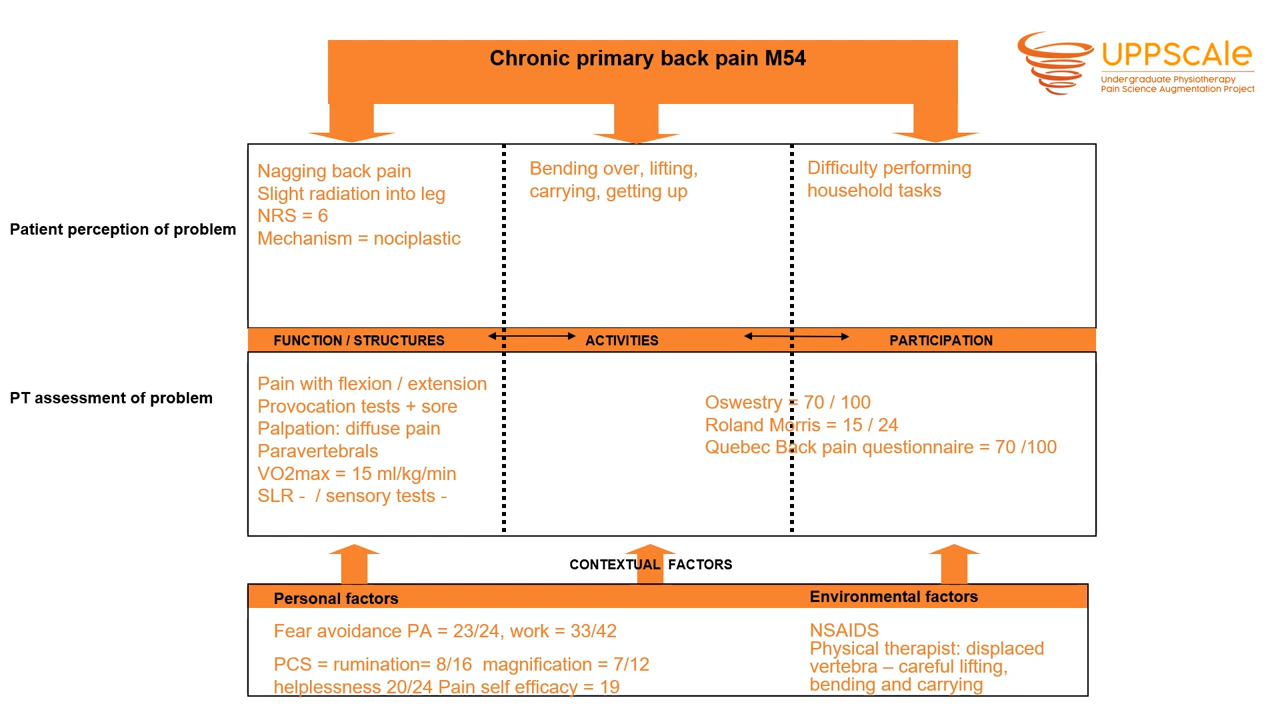 Chronic primary back pain M54
UPPScAle
Undergraduate Physiotherapy
Pain Science Augmentation Project
Patient perception of problem
Nagging back pain
Slight radiation into leg
NRS = 6
Mechanism = nociplastic
Bending over, lifting,
carrying, getting up
Difficulty performing
household tasks
FUNCTION / STRUCTURES
ACTIVITIES
PARTICIPATION
PT assessment of problem
Pain with flexion / extension
Provocation tests + sore
Palpation: diffuse pain
Paravertebrals
VO2max = 15 ml/kg/min
SLR -  / sensory tests -
Oswestry = 70 / 100
Roland Morris = 15 / 24
Quebec Back pain questionnaire = 70 /100
CONTEXTUAL  FACTORS
Personal factors
Fear avoidance PA = 23/24, work = 33/42
PCS = rumination= 8/16  magnification = 7/12
helplessness 20/24 Pain self efficacy = 19
Environmental factors
NSAIDS
Physical therapist: displaced
vertebra – careful lifting,
bending and carrying